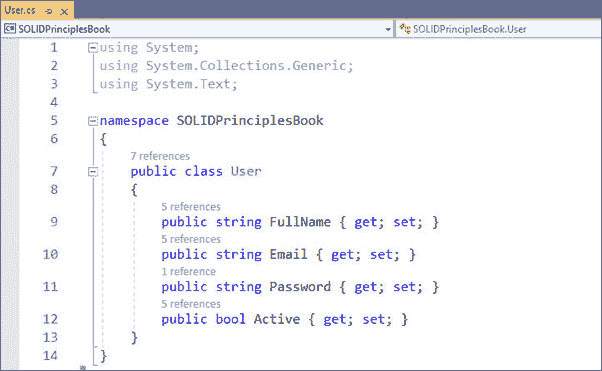 User.cs
SOLIDPrinciplesBook SOLIDPrinciplesBook.User
1 using System;
2 using System.Collections.Generic;
3 using System.Text;
4
5 namespace SOLIDPrinciplesBook
6 {
7 references
7 public class User
8 {
5 references
9 public string FullName { get; set; }
5 references
10 public string Email { get; set; }
1 reference
11 public string Password { get; set; }
5 references
12 public bool Active { get; set; }
13 }
14 }